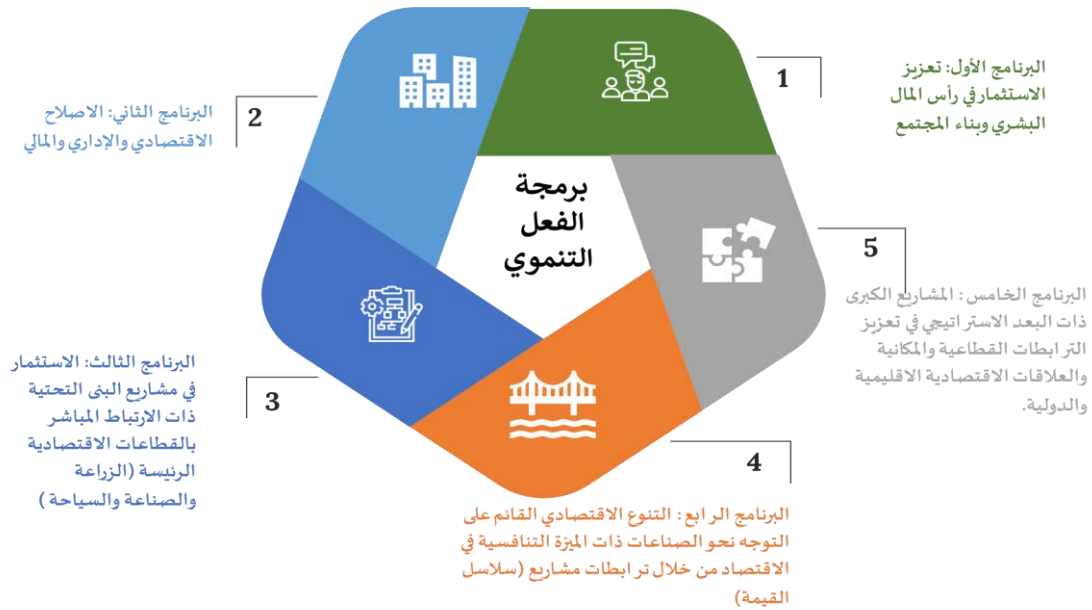 برمجة
الفعل
التنموي
1
البرنامج الأول: تعزيز
الاستثمار في رأس المال
البشري وبناء المجتمع
2
البرنامج الثاني: الاصلاح
الاقتصادي والإداري والمالي
3
البرنامج الثالث: الاستثمار
في مشاريع البنى التحتية
ذات الارتباط المباشر
بالقطاعات الاقتصادية
الرئيسة (الزراعة
والصناعة والسياحة )
4
البرنامج الرابع: التنوع الاقتصادي القائم على
التوجه نحو الصناعات ذات الميزة التنافسية في
الاقتصاد من خلال ترابطات مشاريع (سلاسل
القيمة)
5
البرنامج الخامس: المشاريع الكبرى
ذات البعد الاستراتيجي في تعزيز
الترابطات القطاعية والمكانية
والعلاقات الاقتصادية الاقليمية
والدولية.